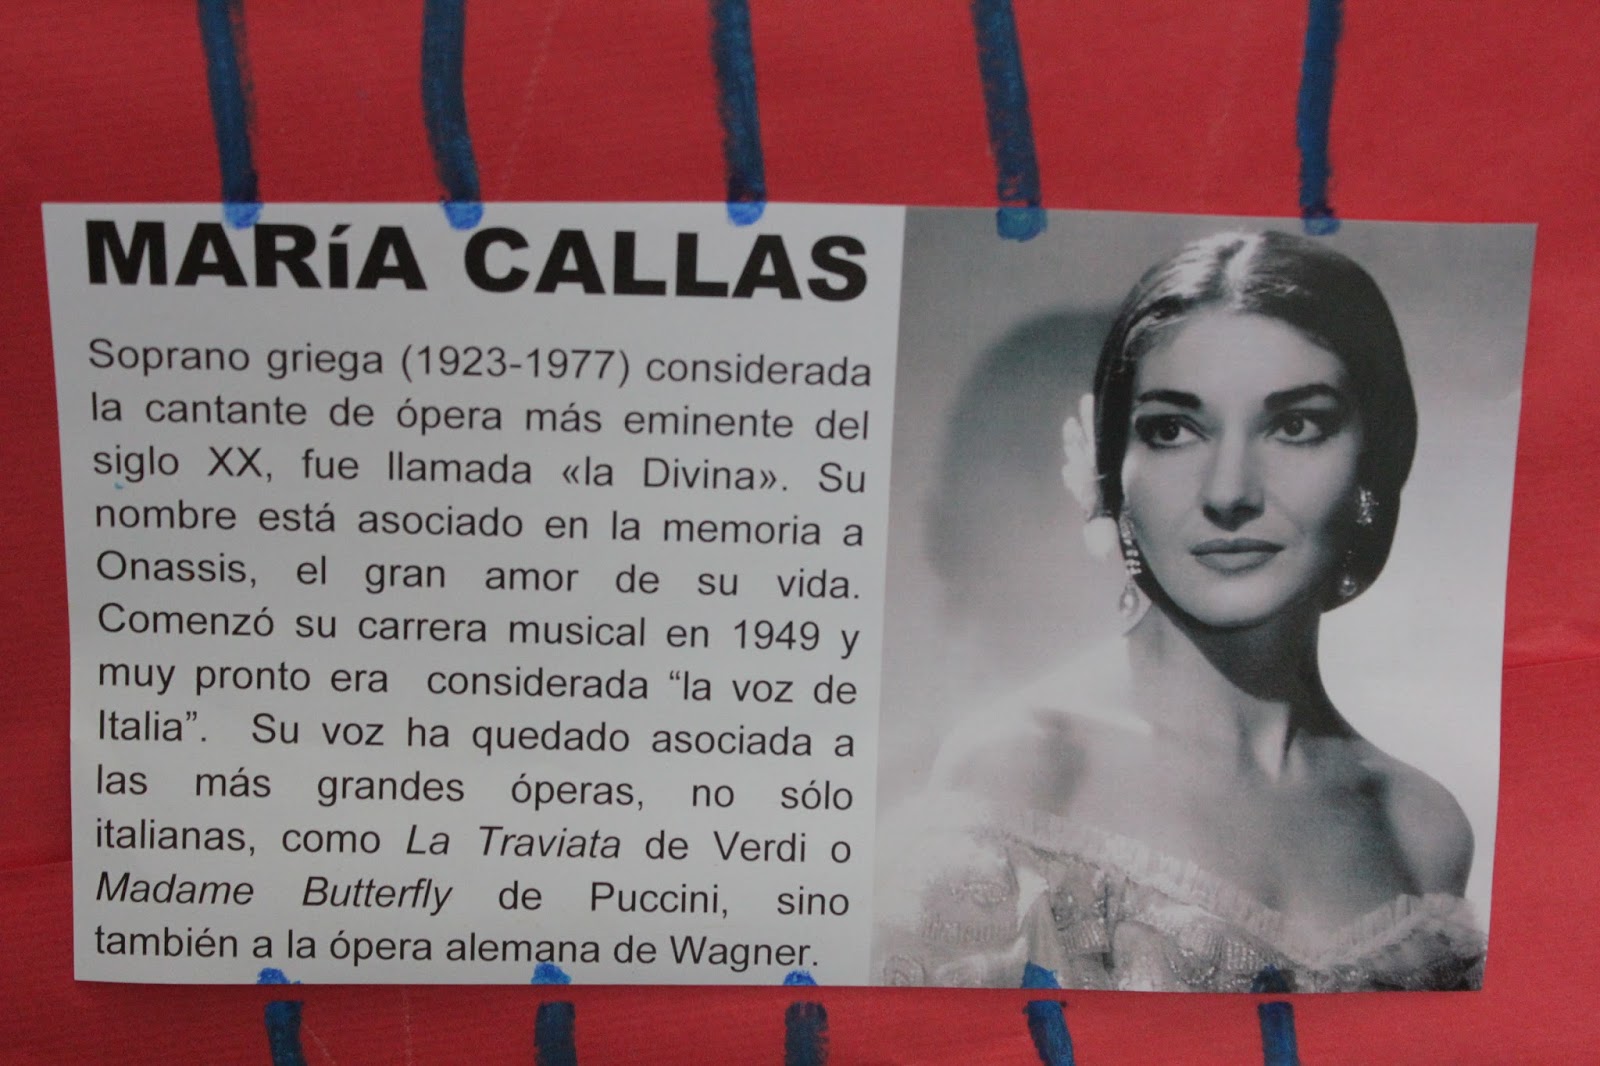 MARíA CALLAS
Soprano griega (1923-1977) considerada
la cantante de ópera más eminente del
siglo XX, fue llamada «la Divina». Su
nombre está asociado en la memoria a
Onassis, el gran amor de su vida.
Comenzó su carrera musical en 1949 y
muy pronto era considerada “la voz de
Italia”. Su voz ha quedado asociada a
las más grandes óperas, no sólo
italianas, como La Traviata de Verdi o
Madame Butterfly de Puccini, sino
también a la ópera alemana de Wagner.